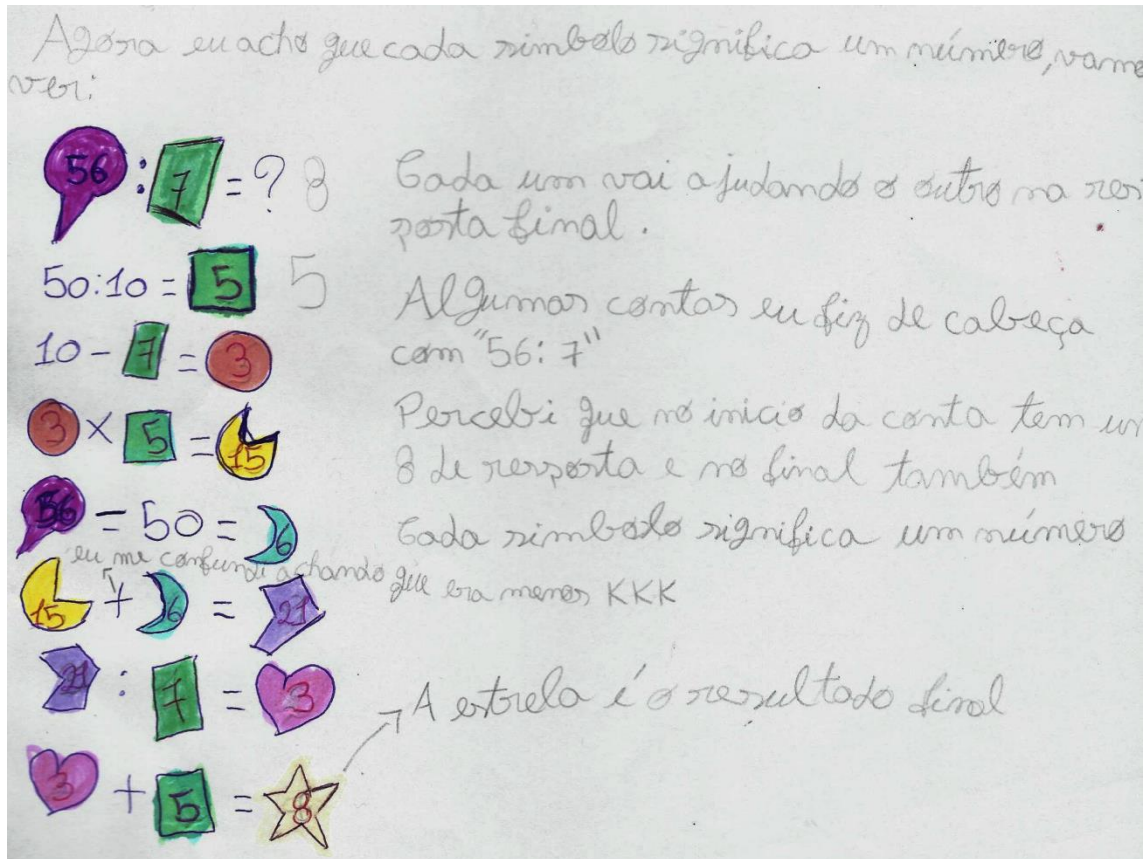 Agora eu acho que cada simbolo significa um número, vamo
ver:
56 : 7 = ? 8
Cada um vai ajudando o outro na res
posta final.
50:10 = 5 5
Algumas contas eu fiz de cabeça
com "56:7"
10 - 7 = 3
3 × 5 = 15
Percebi que no inicio da conta tem um
8 de resposta e no final também
56 - 50 = 6
Cada simbolo significa um número
eu me confundi achando que era menos KKK
15 + 6 = 21
21 : 7 = 3
A estrela é o resultado final
3 + 5 = 8